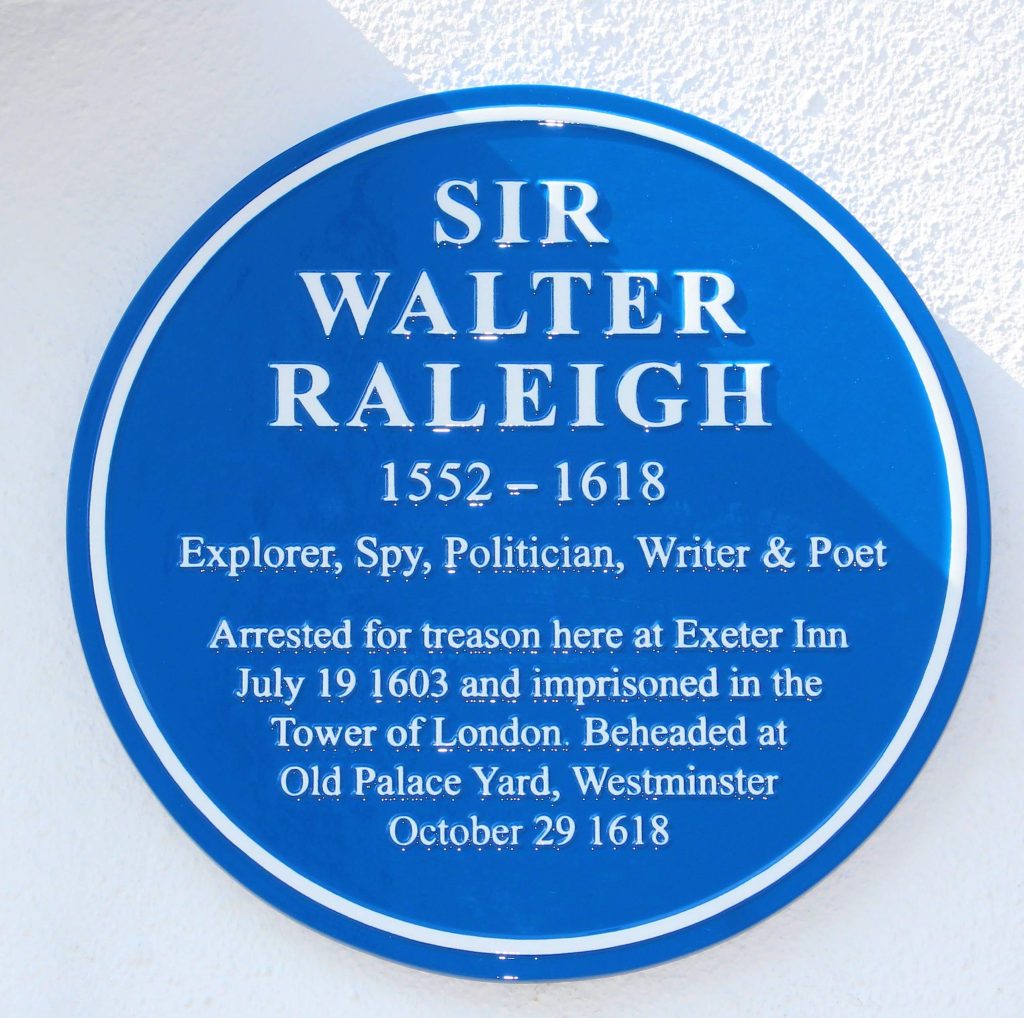 SIR
WALTER
RALEIGH
1552 – 1618
Explorer, Spy, Politician, Writer & Poet
Arrested for treason here at Exeter Inn
July 19 1603 and imprisoned in the
Tower of London. Beheaded at
Old Palace Yard, Westminster
October 29 1618